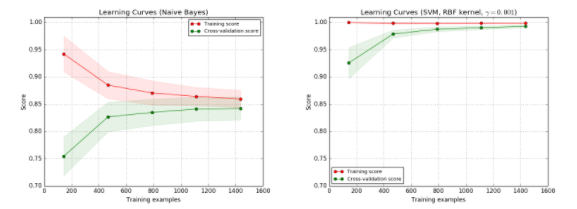 Learning Curves (Naive Bayes)
1.00
0.95
0.90
0.85
0.80
0.75
0.70
Score
0 200 400 600 800 1000 1200 1400 1600
Training examples
Training score
Cross-validation score
Learning Curves (SVM, RBF kernel, γ = 0.001)
1.00
0.95
0.90
0.85
0.80
0.75
0.70
Score
0 200 400 600 800 1000 1200 1400 1600
Training examples
Training score
Cross-validation score